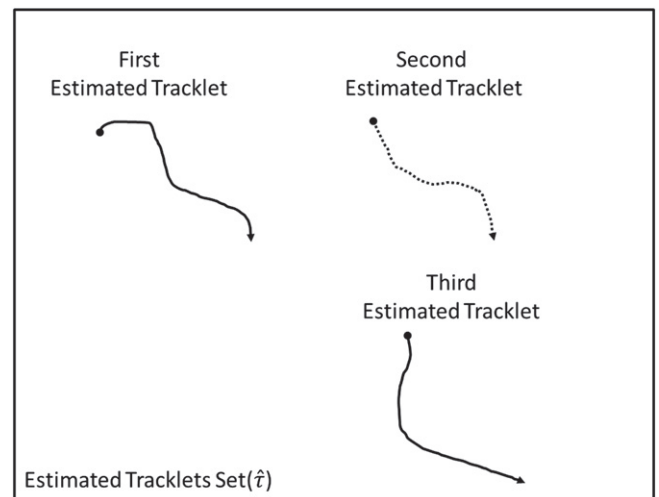 First
Estimated Tracklet
Second
Estimated Tracklet
Third
Estimated Tracklet
Estimated Tracklets Set(τ̂)